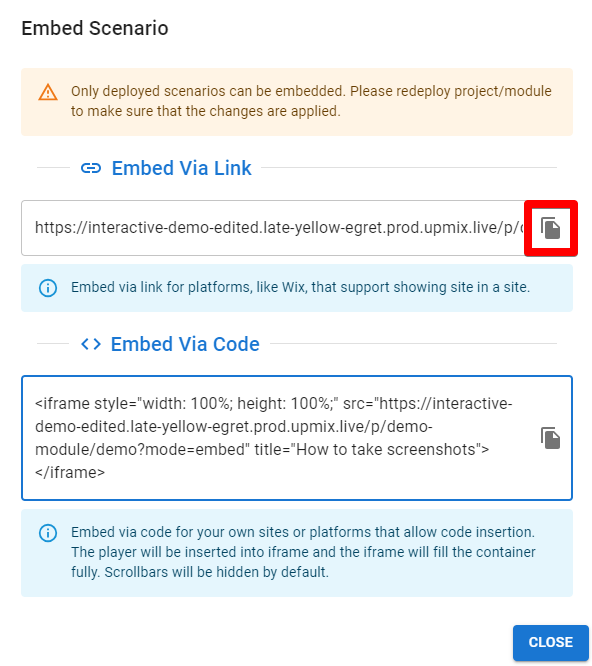 Embed Scenario
Only deployed scenarios can be embedded. Please redeploy project/module
to make sure that the changes are applied.
Embed Via Link
https://interactive-demo-edited.late-yellow-egret.prod.upmix.live/p/
Embed via link for platforms, like Wix, that support showing site in a site.
Embed Via Code
<iframe style="width: 100%; height: 100%;" src="https://interactive-
demo-edited.late-yellow-egret.prod.upmix.live/p/demo-
module/demo?mode=embed" title="How to take screenshots">
</iframe>
Embed via code for your own sites or platforms that allow code insertion.
The player will be inserted into iframe and the iframe will fill the container
fully. Scrollbars will be hidden by default.
CLOSE